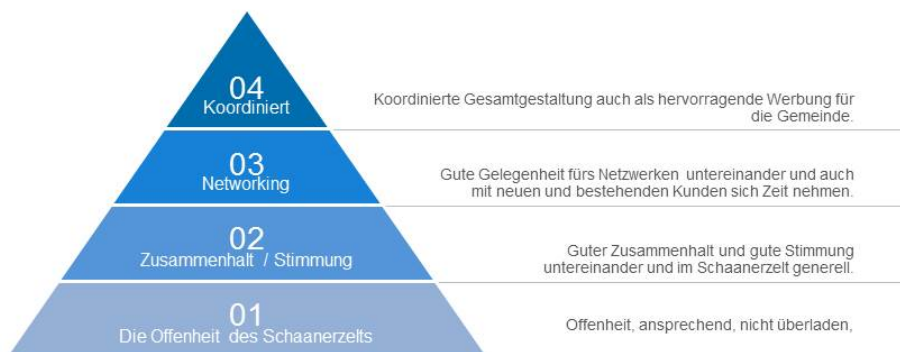 04
Koordiniert
Koordinierte Gesamtgestaltung auch als hervorragende Werbung für
die Gemeinde.
03
Networking
Gute Gelegenheit fürs Netzwerken untereinander und auch
mit neuen und bestehenden Kunden sich Zeit nehmen.
02
Zusammenhalt / Stimmung
Guter Zusammenhalt und gute Stimmung
untereinander und im Schaanerzelt generell.
01
Die Offenheit des Schaanerzelts
Offenheit, ansprechend, nicht überladen,